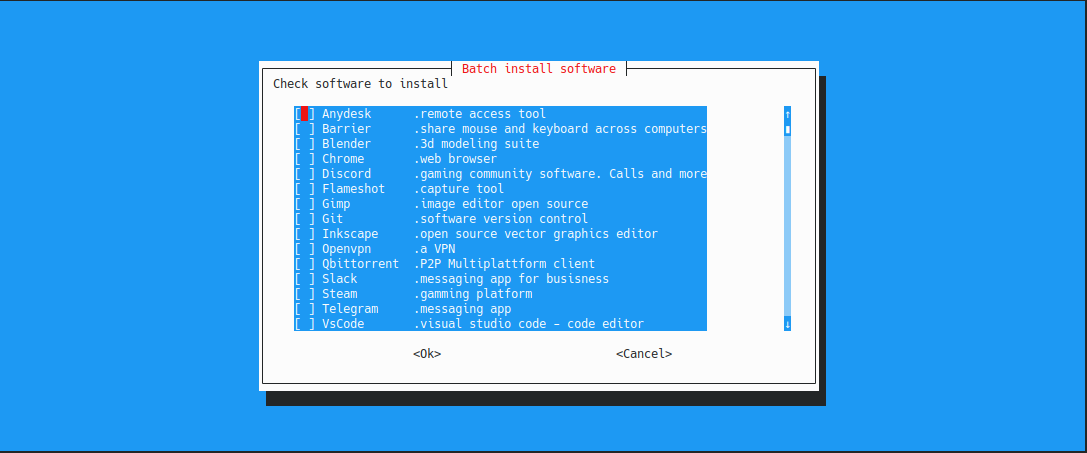 Batch install software
Check software to install
[ ] Anydesk .remote access tool ↑
[ ] Barrier .share mouse and keyboard across computers
[ ] Blender .3d modeling suite
[ ] Chrome .web browser
[ ] Discord .gaming community software. Calls and more
[ ] Flameshot .capture tool
[ ] Gimp .image editor open source
[ ] Git .software version control
[ ] Inkscape .open source vector graphics editor
[ ] Openvpn .a VPN
[ ] Qbittorrent .P2P Multiplattform client
[ ] Slack .messaging app for busisness
[ ] Steam .gamming platform
[ ] Telegram .messaging app
[ ] VsCode .visual studio code – code editor ↓
<Ok> <Cancel>